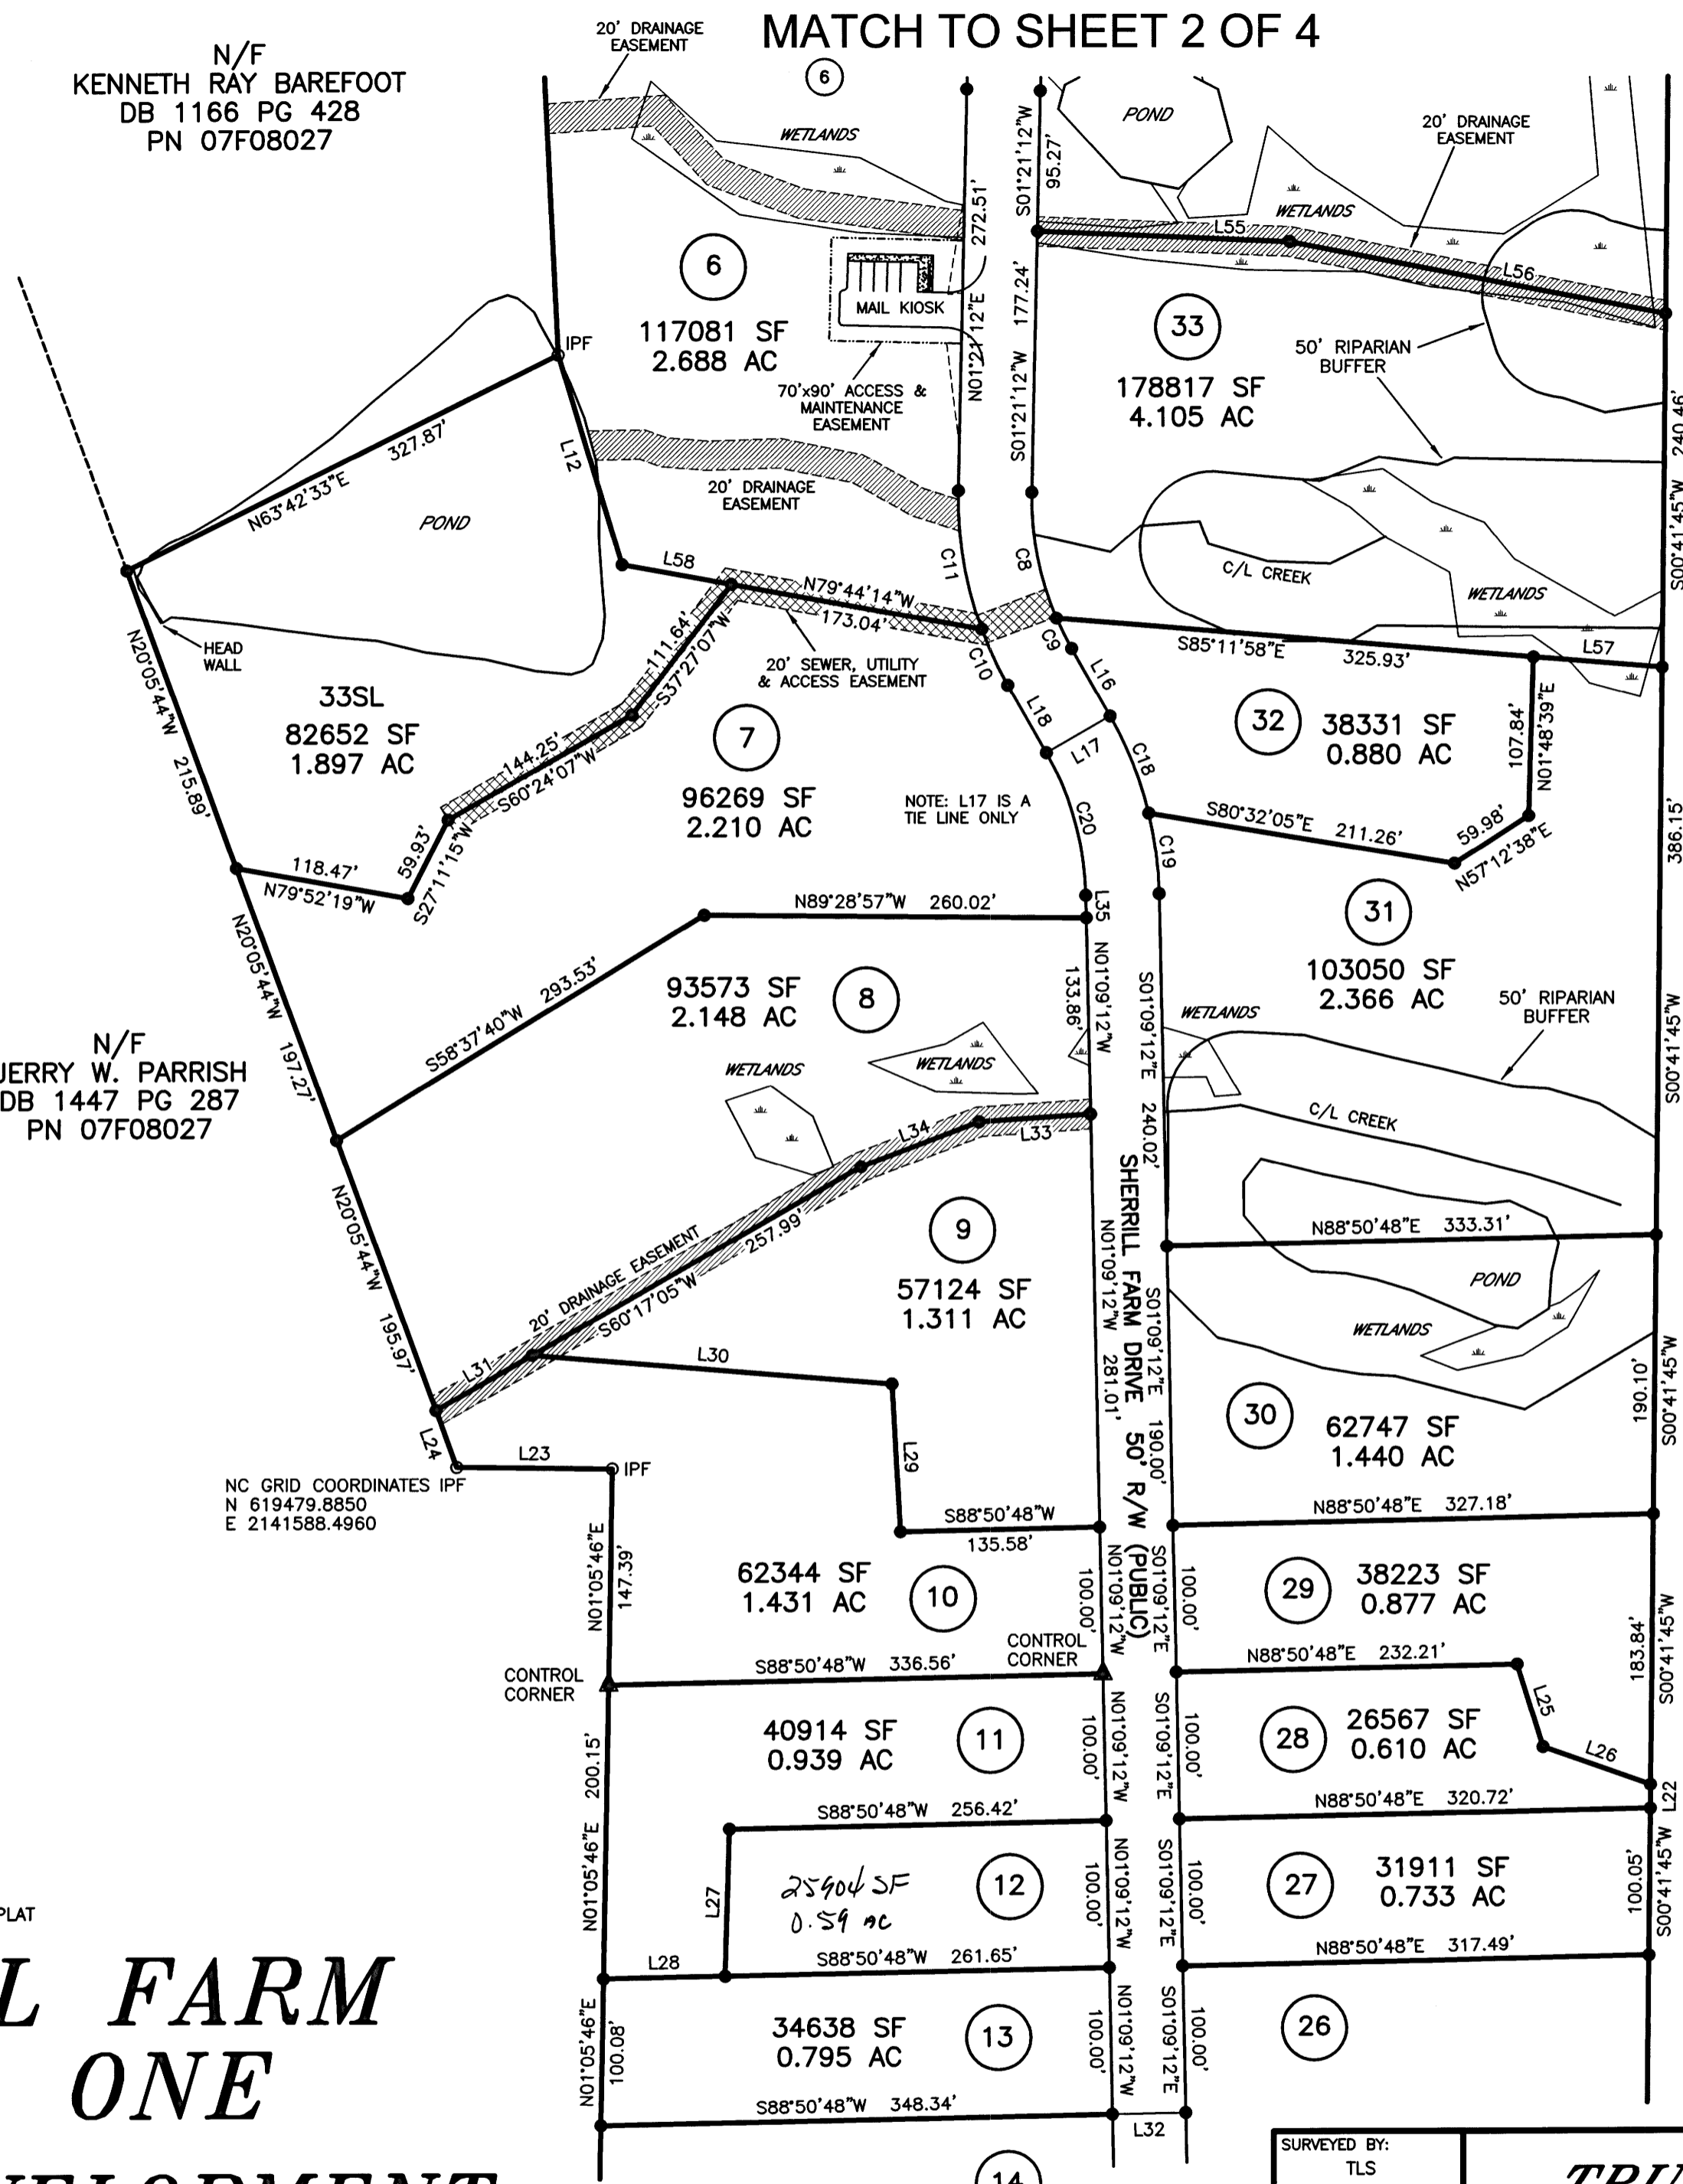 MATCH TO SHEET 2 OF 4
N/F
KENNETH RAY BAREFOOT
DB 1166 PG 428
PN 07F08027
20' DRAINAGE
EASEMENT
6
WETLANDS
POND
20' DRAINAGE
EASEMENT
WETLANDS
S01°21'12"W
95.27'
272.51'
N01°21'12"E
L55
L56
6
117081 SF
2.688 AC
MAIL KIOSK
70'x90' ACCESS &
MAINTENANCE
EASEMENT
S01°21'12"W 177.24'
33
178817 SF
4.105 AC
50' RIPARIAN
BUFFER
240.46'
S00°41'45"W
IPF
327.87'
N63°42'33"E
L12
POND
20' DRAINAGE
EASEMENT
C11
C8
C/L CREEK
WETLANDS
HEAD
WALL
L58
N79°44'14"W
173.04'
111.64'
S37°27'07"W
20' SEWER, UTILITY
& ACCESS EASEMENT
C10
C9
S85°11'58"E 325.93'
L57
N20°05'44"W 215.89'
33SL
82652 SF
1.897 AC
144.25'
S60°24'07"W
7
96269 SF
2.210 AC
L18
L16
L17
C18
32
38331 SF
0.880 AC
107.84'
N01°48'39"E
NOTE: L17 IS A
TIE LINE ONLY
C20
C19
S80°32'05"E 211.26'
59.98'
N57°12'38"E
386.15'
S00°41'45"W
118.47'
N79°52'19"W
59.93'
S27°11'15"W
N89°28'57"W 260.02'
L35
31
103050 SF
2.366 AC
N20°05'44"W 197.27'
S58°37'40"W 293.53'
93573 SF
2.148 AC
8
133.86'
N01°09'12"W
S01°09'12"E 240.02'
WETLANDS
50' RIPARIAN
BUFFER
N/F
JERRY W. PARRISH
DB 1447 PG 287
PN 07F08027
WETLANDS
WETLANDS
C/L CREEK
L34
L33
N20°05'44"W 195.97'
20' DRAINAGE EASEMENT
257.99'
S60°17'05"W
9
57124 SF
1.311 AC
SHERRILL FARM DRIVE 50' R/W (PUBLIC)
N01°09'12"W 281.01'
S01°09'12"E 190.00'
N88°50'48"E 333.31'
POND
WETLANDS
L31
L30
L24
L23
IPF
L29
30
62747 SF
1.440 AC
190.10'
S00°41'45"W
NC GRID COORDINATES IPF
N 619479.8850
E 2141588.4960
S88°50'48"W
135.58'
N88°50'48"E 327.18'
N01°05'46"E
147.39'
62344 SF
1.431 AC
10
100.00'
N01°09'12"W
S01°09'12"E
100.00'
29
38223 SF
0.877 AC
CONTROL
CORNER
CONTROL
CORNER
S88°50'48"W 336.56'
N88°50'48"E 232.21'
183.84'
S00°41'45"W
N01°05'46"E 200.15'
40914 SF
0.939 AC
11
100.00'
N01°09'12"W
S01°09'12"E
100.00'
28
26567 SF
0.610 AC
L25
L26
S88°50'48"W 256.42'
N88°50'48"E 320.72'
L22
L27
25904 SF
0.59 AC
12
100.00'
N01°09'12"W
S01°09'12"E
100.00'
27
31911 SF
0.733 AC
100.05'
S00°41'45"W
L28
S88°50'48"W 261.65'
N88°50'48"E 317.49'
N01°05'46"E
100.08'
34638 SF
0.795 AC
13
100.00'
N01°09'12"W
S01°09'12"E
100.00'
26
S88°50'48"W 348.34'
L32
14
PLAT
L FARM
ONE
VELOPMENT
SURVEYED BY:
TLS